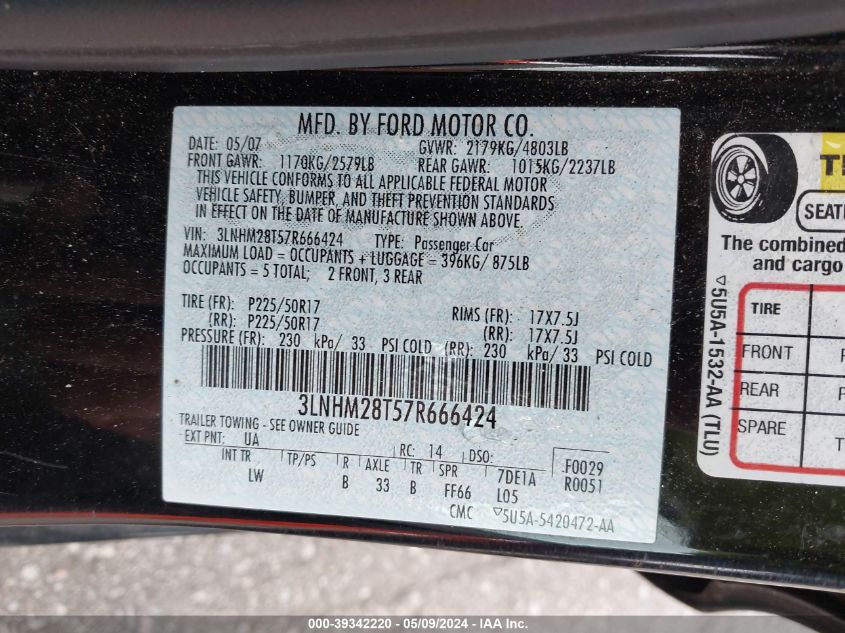 MFD. BY FORD MOTOR CO.
DATE: 05/07 GVWR: 2179KG/4803LB
FRONT GAWR: 1170KG/2579LB REAR GAWR: 1015KG/2237LB
THIS VEHICLE CONFORMS TO ALL APPLICABLE FEDERAL MOTOR
VEHICLE SAFETY, BUMPER, AND THEFT PREVENTION STANDARDS
IN EFFECT ON THE DATE OF MANUFACTURE SHOWN ABOVE.
VIN: 3LNHM28T57R666424 TYPE: Passenger Car
MAXIMUM LOAD = OCCUPANTS + LUGGAGE = 396KG/ 875LB
OCCUPANTS = 5 TOTAL; 2 FRONT, 3 REAR
TIRE (FR): P225/50R17 RIMS (FR): 17X7.5J
(RR): P225/50R17 (RR): 17X7.5J
PRESSURE (FR): 230 kPa/ 33 PSI COLD (RR): 230 kPa/ 33 PSI COLD
3LNHM28T57R666424
TRAILER TOWING - SEE OWNER GUIDE
EXT PNT: UA RC: 14 DSO: .F0029
INT TR TP/PS R AXLE TR SPR 7DE1A R0051
LW B 33 B FF66 L05
CMC ▽5U5A-5420472-AA
SEATI
The combined
and cargo
TIRE
FRONT
REAR
SPARE
▽5U5A-1532-AA (TLU)
000-39342220 - 05/09/2024 - IAA Inc.